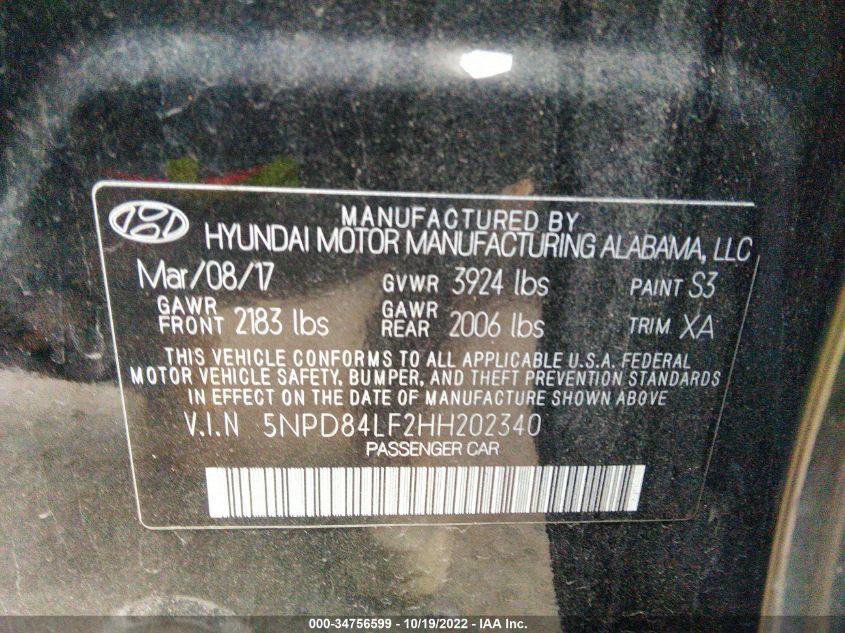 MANUFACTURED BY
HYUNDAI MOTOR MANUFACTURING ALABAMA, LLC
Mar/08/17 GVWR 3924 lbs PAINT S3
GAWR FRONT 2183 lbs GAWR REAR 2006 lbs TRIM XA
THIS VEHICLE CONFORMS TO ALL APPLICABLE U.S.A. FEDERAL
MOTOR VEHICLE SAFETY, BUMPER, AND THEFT PREVENTION STANDARDS
IN EFFECT ON THE DATE OF MANUFACTURE SHOWN ABOVE
V.I.N 5NPD84LF2HH202340
PASSENGER CAR
000-34756599 - 10/19/2022 - IAA Inc.